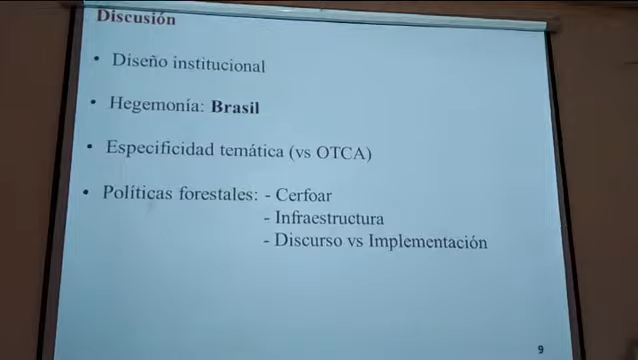 Discusión
• Diseño institucional
• Hegemonía: Brasil
• Especificidad temática (vs OTCA)
• Políticas forestales: - Cerfoar
- Infraestructura
- Discurso vs Implementación
9